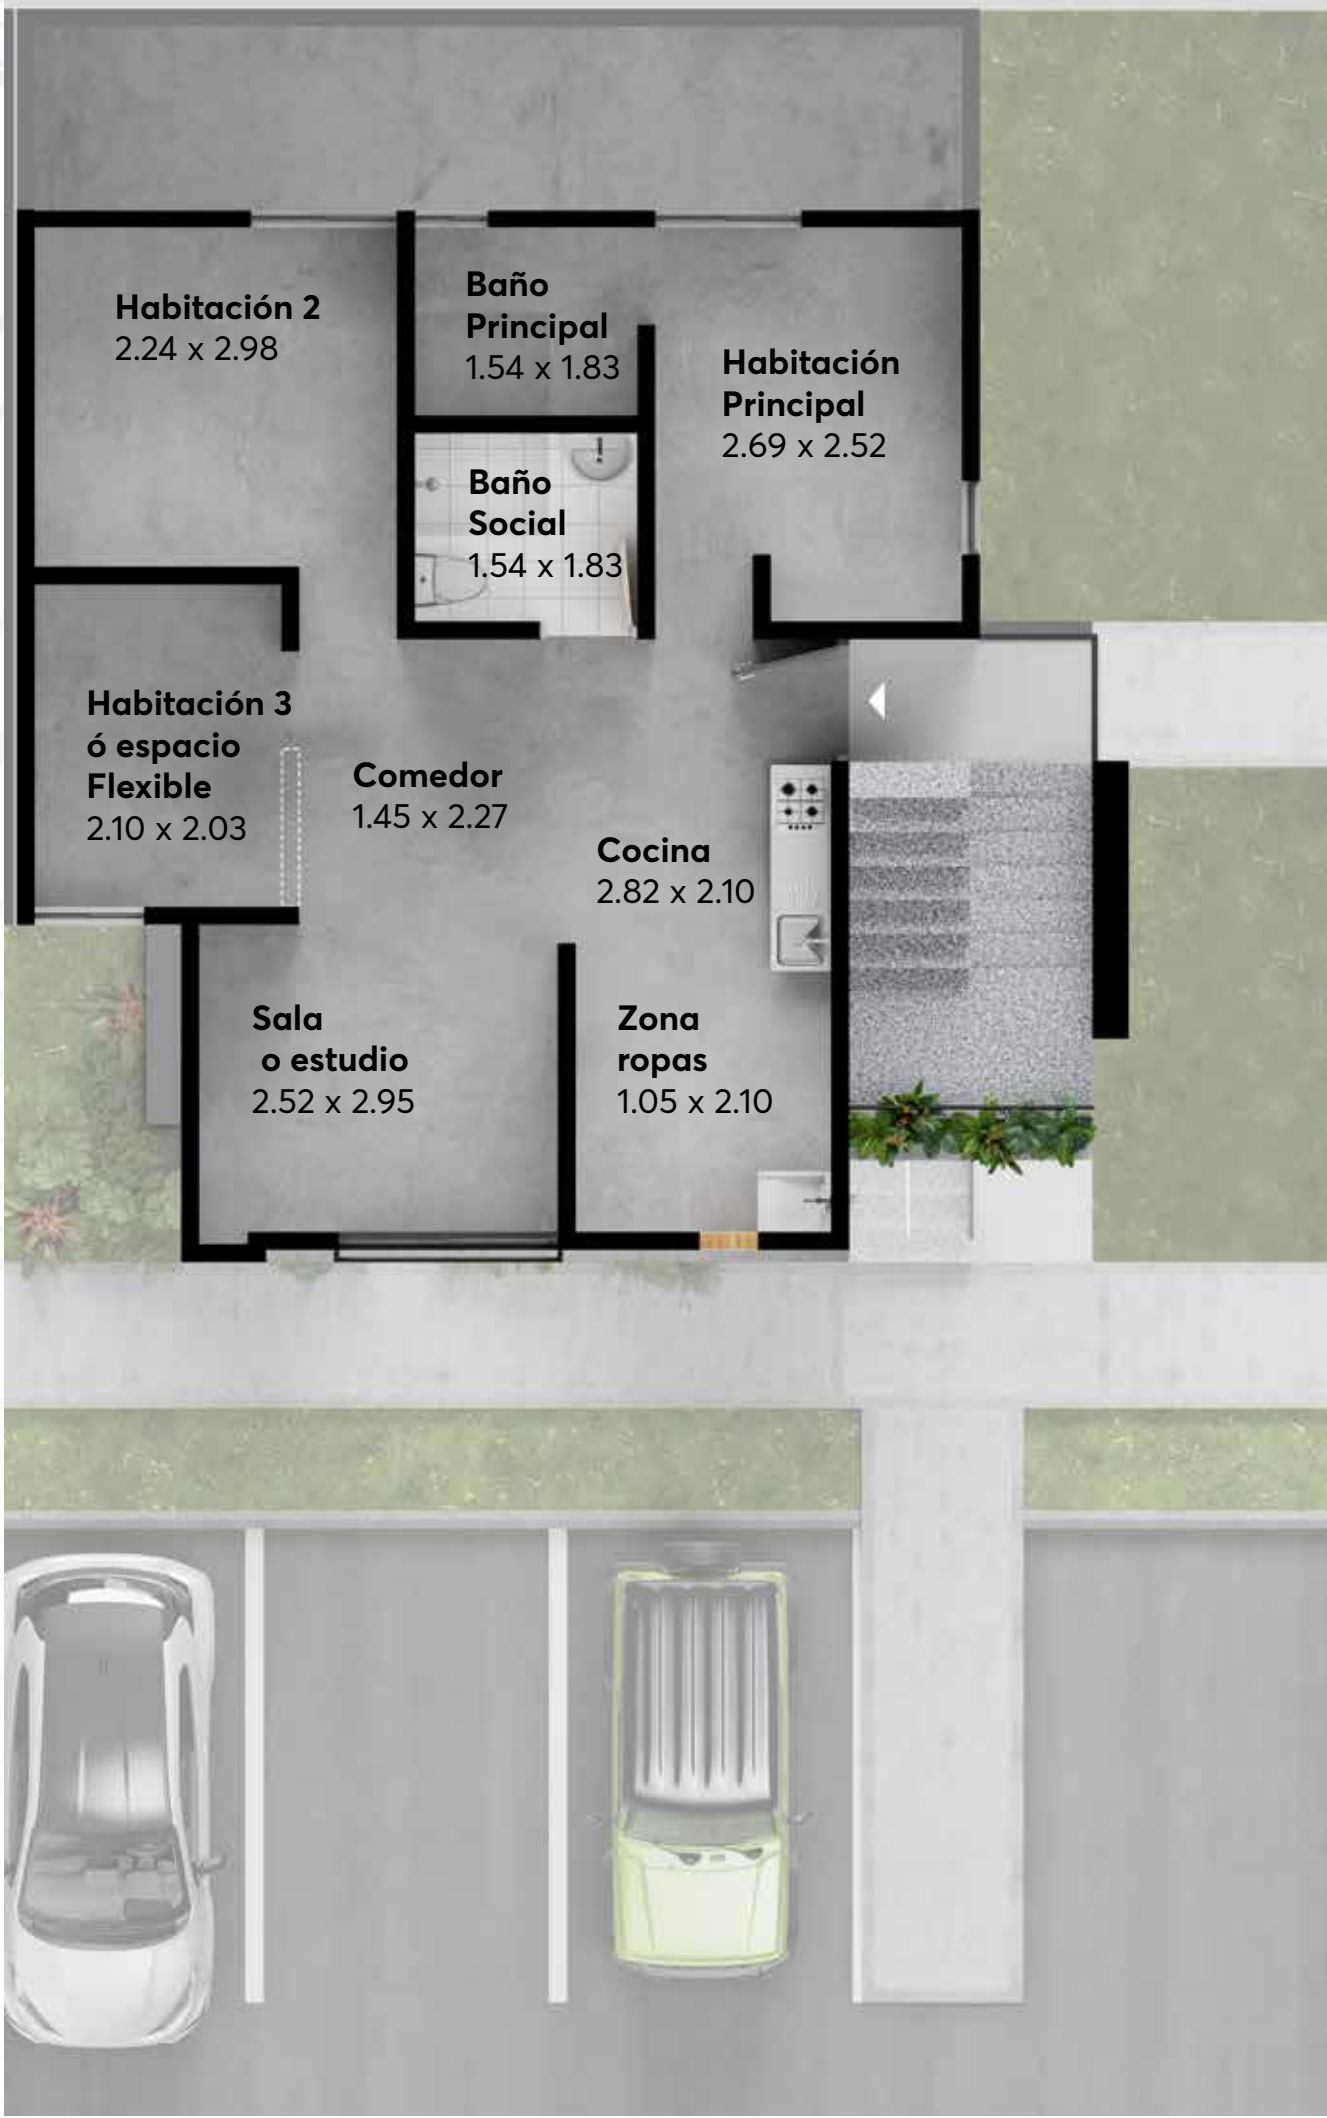 Habitación 2
2.24 x 2.98
Baño
Principal
1.54 x 1.83
Habitación
Principal
2.69 x 2.52
Baño
Social
1.54 x 1.83
Habitación 3
ó espacio
Flexible
2.10 x 2.03
Comedor
1.45 x 2.27
Cocina
2.82 x 2.10
Sala
o estudio
2.52 x 2.95
Zona
ropas
1.05 x 2.10